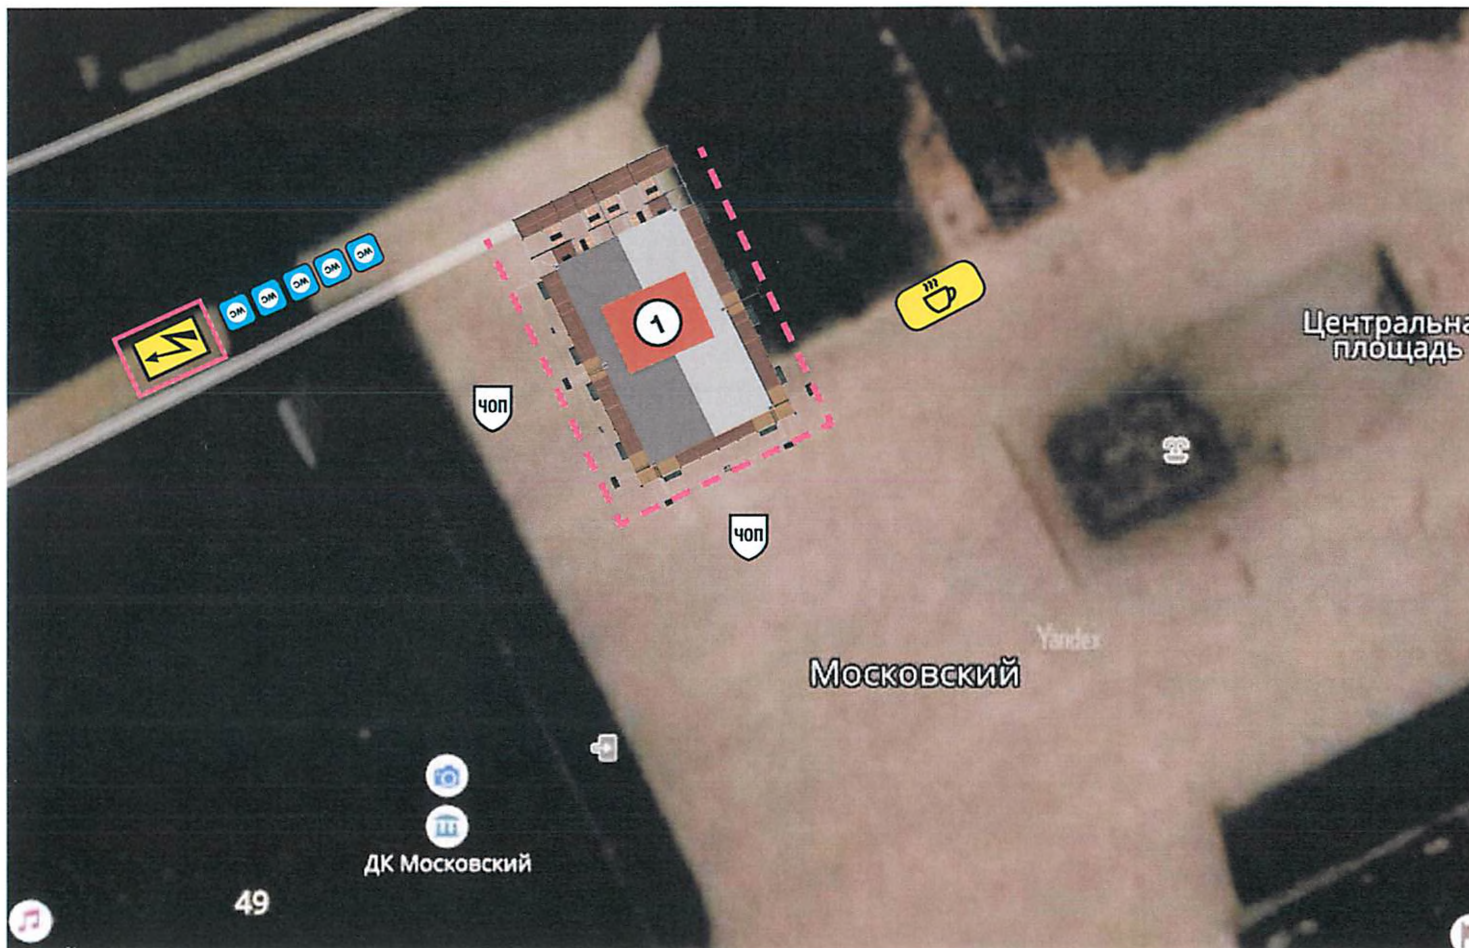 WC
WC
WC
WC
WC
1
Центральна
площадь
ЧОП
ЧОП
Yandex
Московский
ДК Московский
49